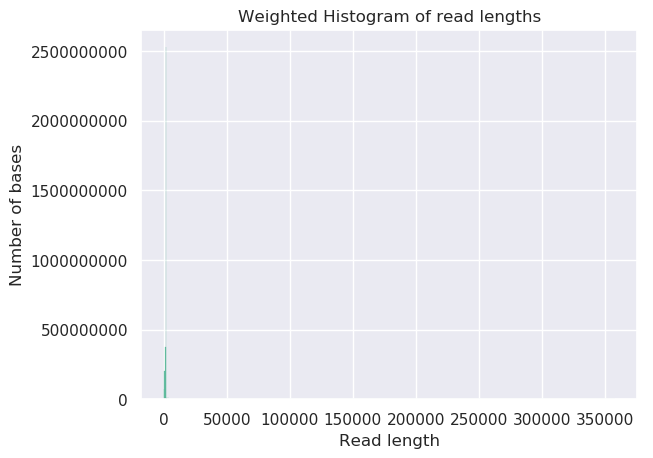 Weighted Histogram of read lengths
2500000000
2000000000
1500000000
1000000000
500000000
0
Number of bases
0 50000 100000 150000 200000 250000 300000 350000
Read length